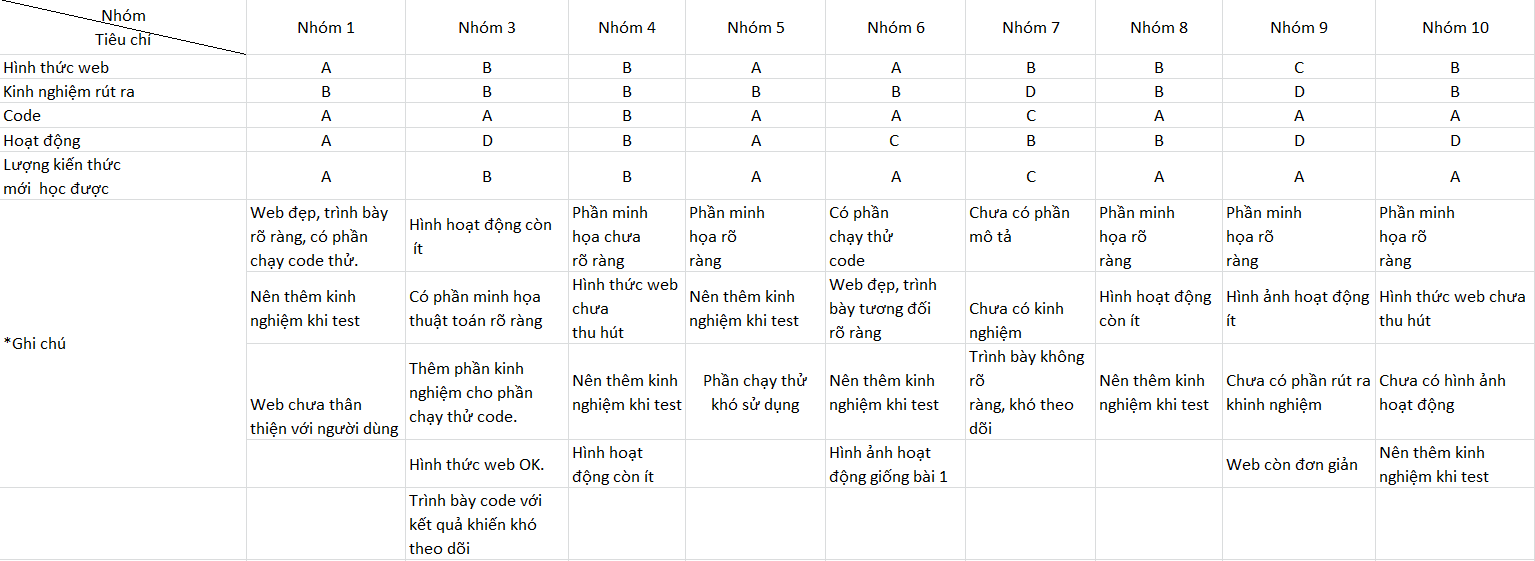 Nhóm
Tiêu chí
Nhóm 1
Nhóm 3
Nhóm 4
Nhóm 5
Nhóm 6
Nhóm 7
Nhóm 8
Nhóm 9
Nhóm 10
Hình thức web
A
B
B
A
A
B
B
C
B
Kinh nghiệm rút ra
B
B
B
B
B
D
B
D
B
Code
A
A
B
A
A
C
A
A
A
Hoạt động
A
D
B
A
C
B
B
D
D
Lượng kiến thức
mới học được
A
B
B
A
A
C
A
A
A
*Ghi chú
Web đẹp, trình bày
rõ ràng, có phần
chạy code thử.
Hình hoạt động còn
ít
Phần minh
họa chưa
rõ ràng
Phần minh
họa rõ
ràng
Có phần
chạy thử
code
Chưa có phần
mô tả
Phần minh
họa rõ
ràng
Phần minh
họa rõ
ràng
Phần minh
họa rõ
ràng
Nên thêm kinh
nghiệm khi test
Có phần minh họa
thuật toán rõ ràng
Hình thức web
chưa
thu hút
Nên thêm kinh
nghiệm khi test
Web đẹp, trình
bày tương đối
rõ ràng
Chưa có kinh
nghiệm
Hình hoạt động
còn ít
Hình ảnh hoạt động
ít
Hình thức web chưa
thu hút
Web chưa thân
thiện với người dùng
Thêm phần kinh
nghiệm cho phần
chạy thử code.
Nên thêm kinh
nghiệm khi test
Phần chạy thử
khó sử dụng
Nên thêm kinh
nghiệm khi test
Trình bày không
rõ
ràng, khó theo
dõi
Nên thêm kinh
nghiệm khi test
Chưa có phần rút ra
khinh nghiệm
Chưa có hình ảnh
hoạt động
Hình thức web OK.
Hình hoạt
động còn ít
Hình ảnh hoạt
động giống bài 1
Web còn đơn giản
Nên thêm kinh
nghiệm khi test
Trình bày code với
kết quả khiến khó
theo dõi